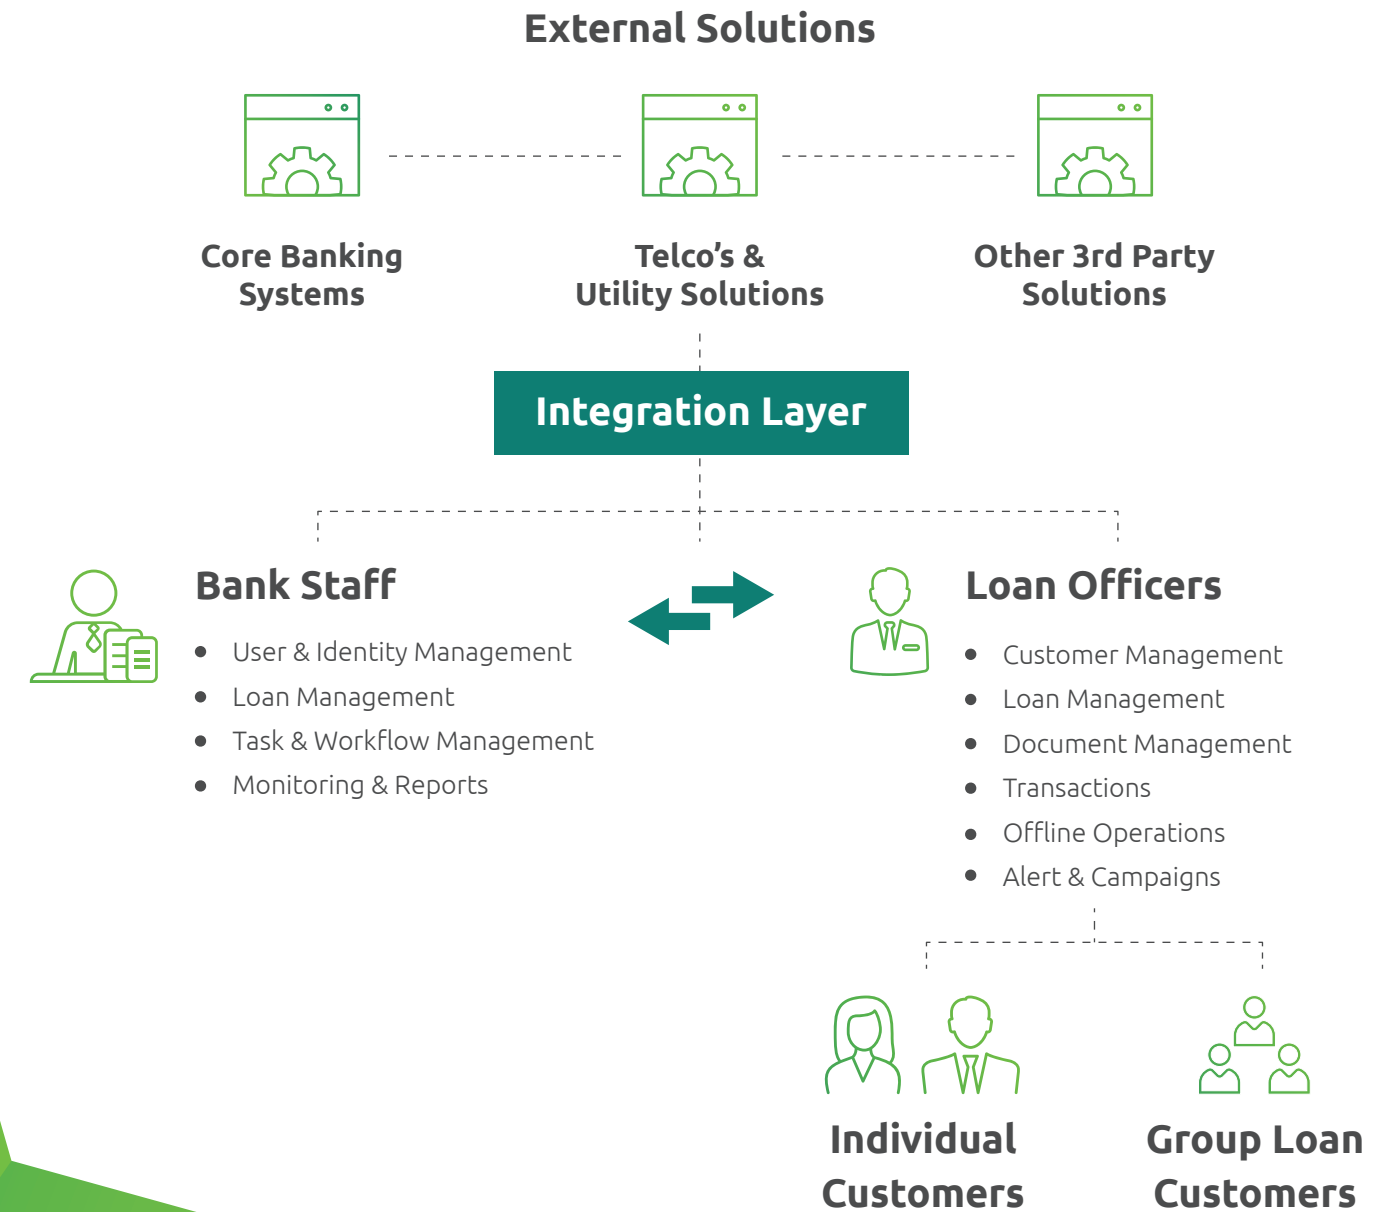 External Solutions
Core Banking
Systems
Telco’s &
Utility Solutions
Other 3rd Party
Solutions
Integration Layer
Bank Staff
• User & Identity Management
• Loan Management
• Task & Workflow Management
• Monitoring & Reports
Loan Officers
• Customer Management
• Loan Management
• Document Management
• Transactions
• Offline Operations
• Alert & Campaigns
Individual
Customers
Group Loan
Customers